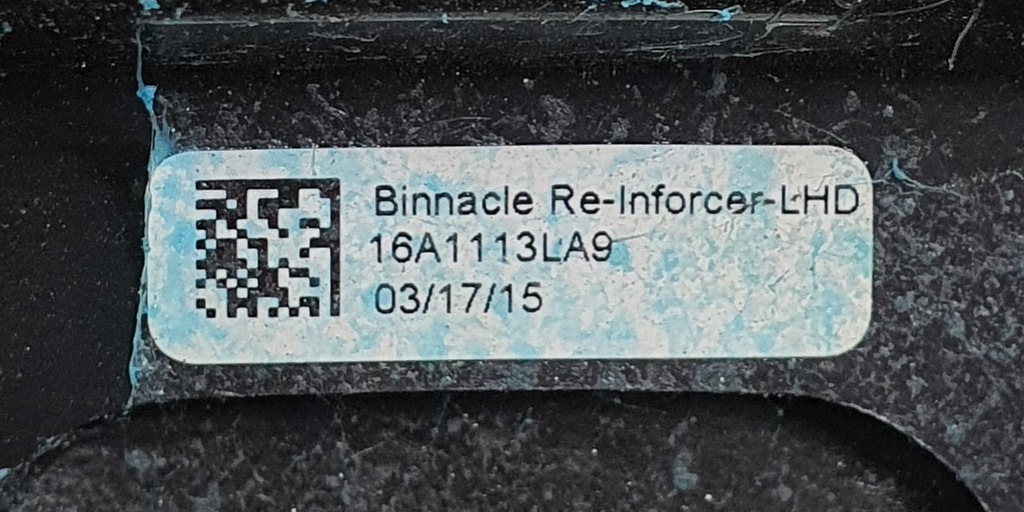 Binnacle Re-Inforcer-LHD
16A1113LA9
03/17/15